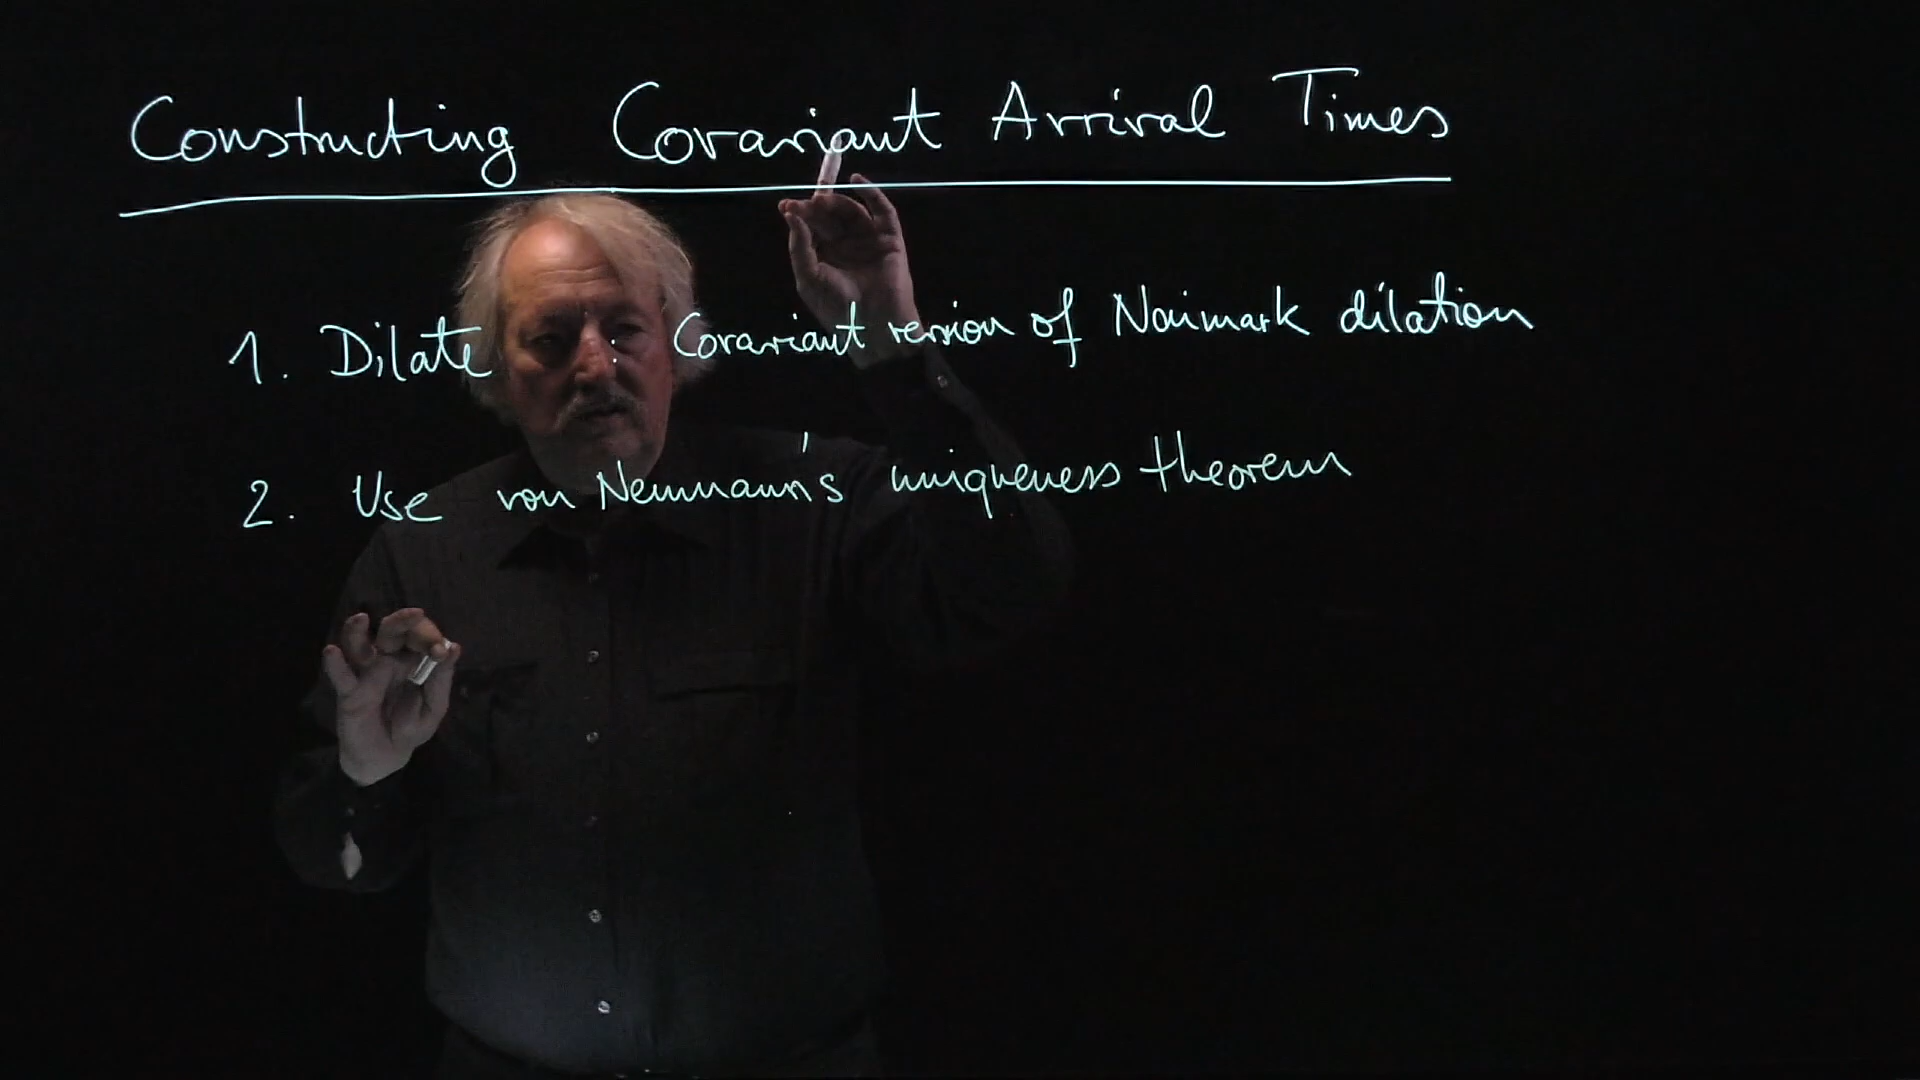 Constructing Covariant Arrival Times
1. Dilate : Covariant version of Naimark dilation
2. Use von Neumann's uniqueness theorem